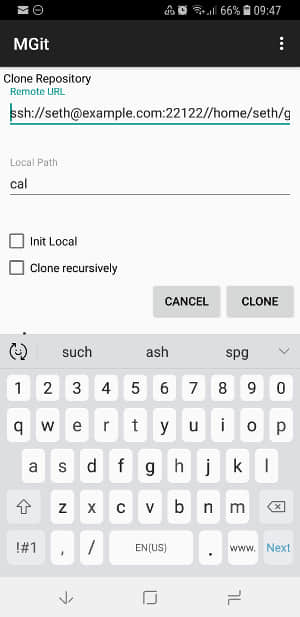 66% 09:47
MGit
Clone Repository
Remote URL
ssh://seth@example.com:22122//home/seth/g
Local Path
cal
Init Local
Clone recursively
CANCEL CLONE
such ash spg
1 2 3 4 5 6 7 8 9 0
q w e r t y u i o p
a s d f g h j k l
z x c v b n m
!#1 , / EN(US) . www. Next